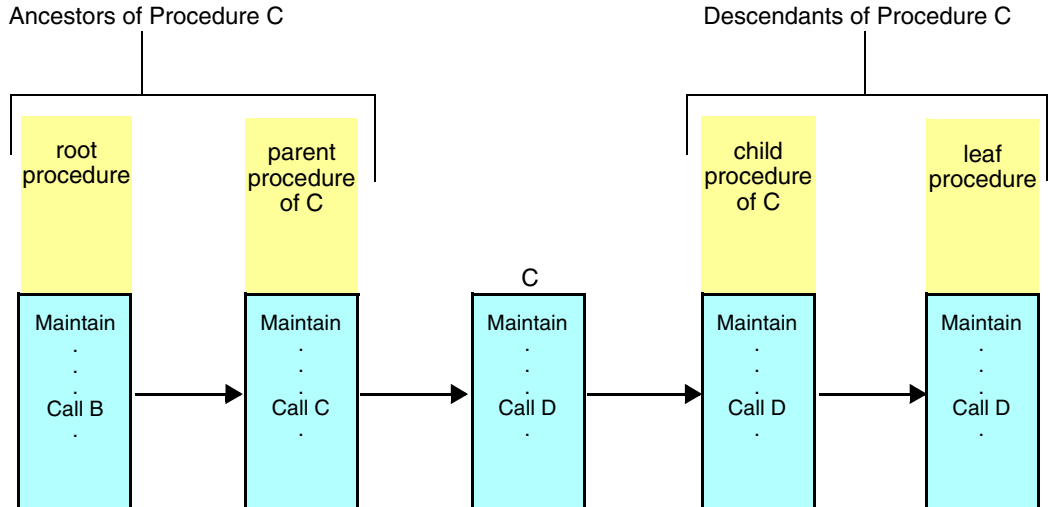 Ancestors of Procedure C
Descendants of Procedure C
root
procedure
parent
procedure
of C
child
procedure
of C
leaf
procedure
C
Maintain
.
.
.
Call B
.
Maintain
.
.
.
Call C
.
Maintain
.
.
.
Call D
.
Maintain
.
.
.
Call D
.
Maintain
.
.
.
Call D
.